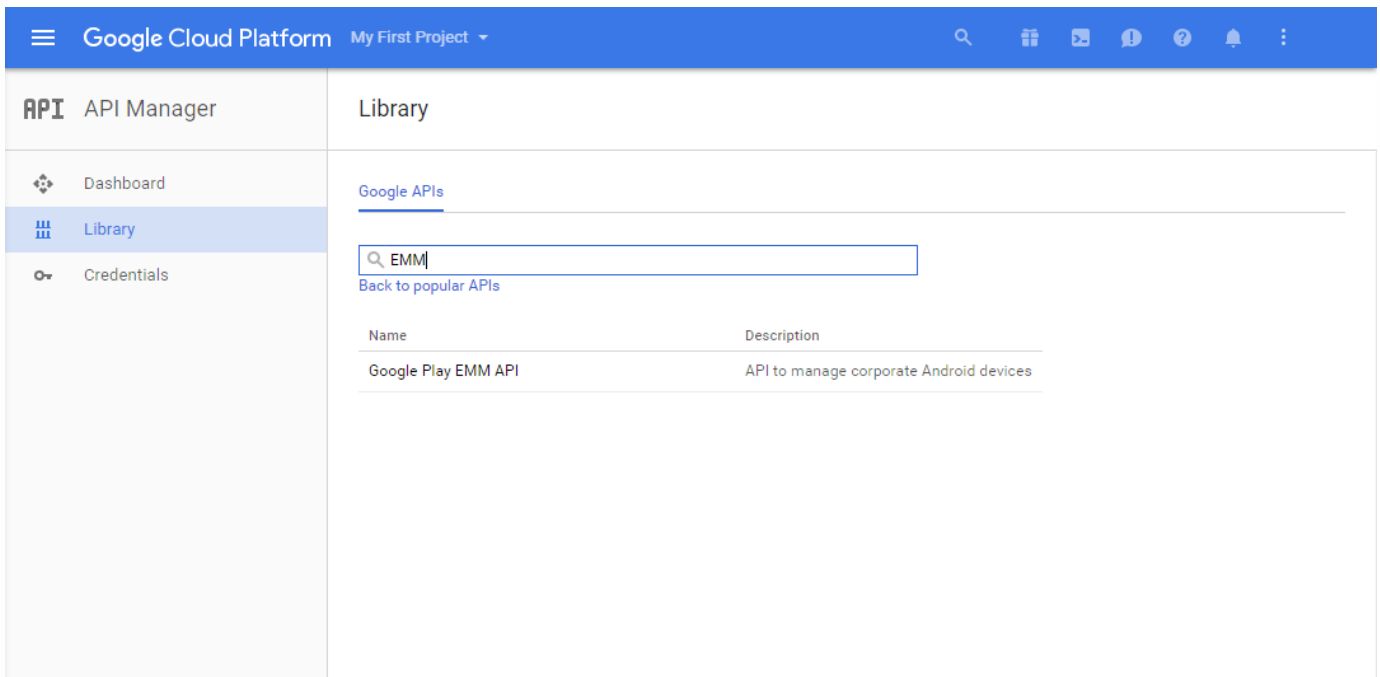 Google Cloud Platform My First Project
API API Manager
Library
Dashboard
Library
Credentials
Google APIs
EMM
Back to popular APIs
Name Description
Google Play EMM API API to manage corporate Android devices